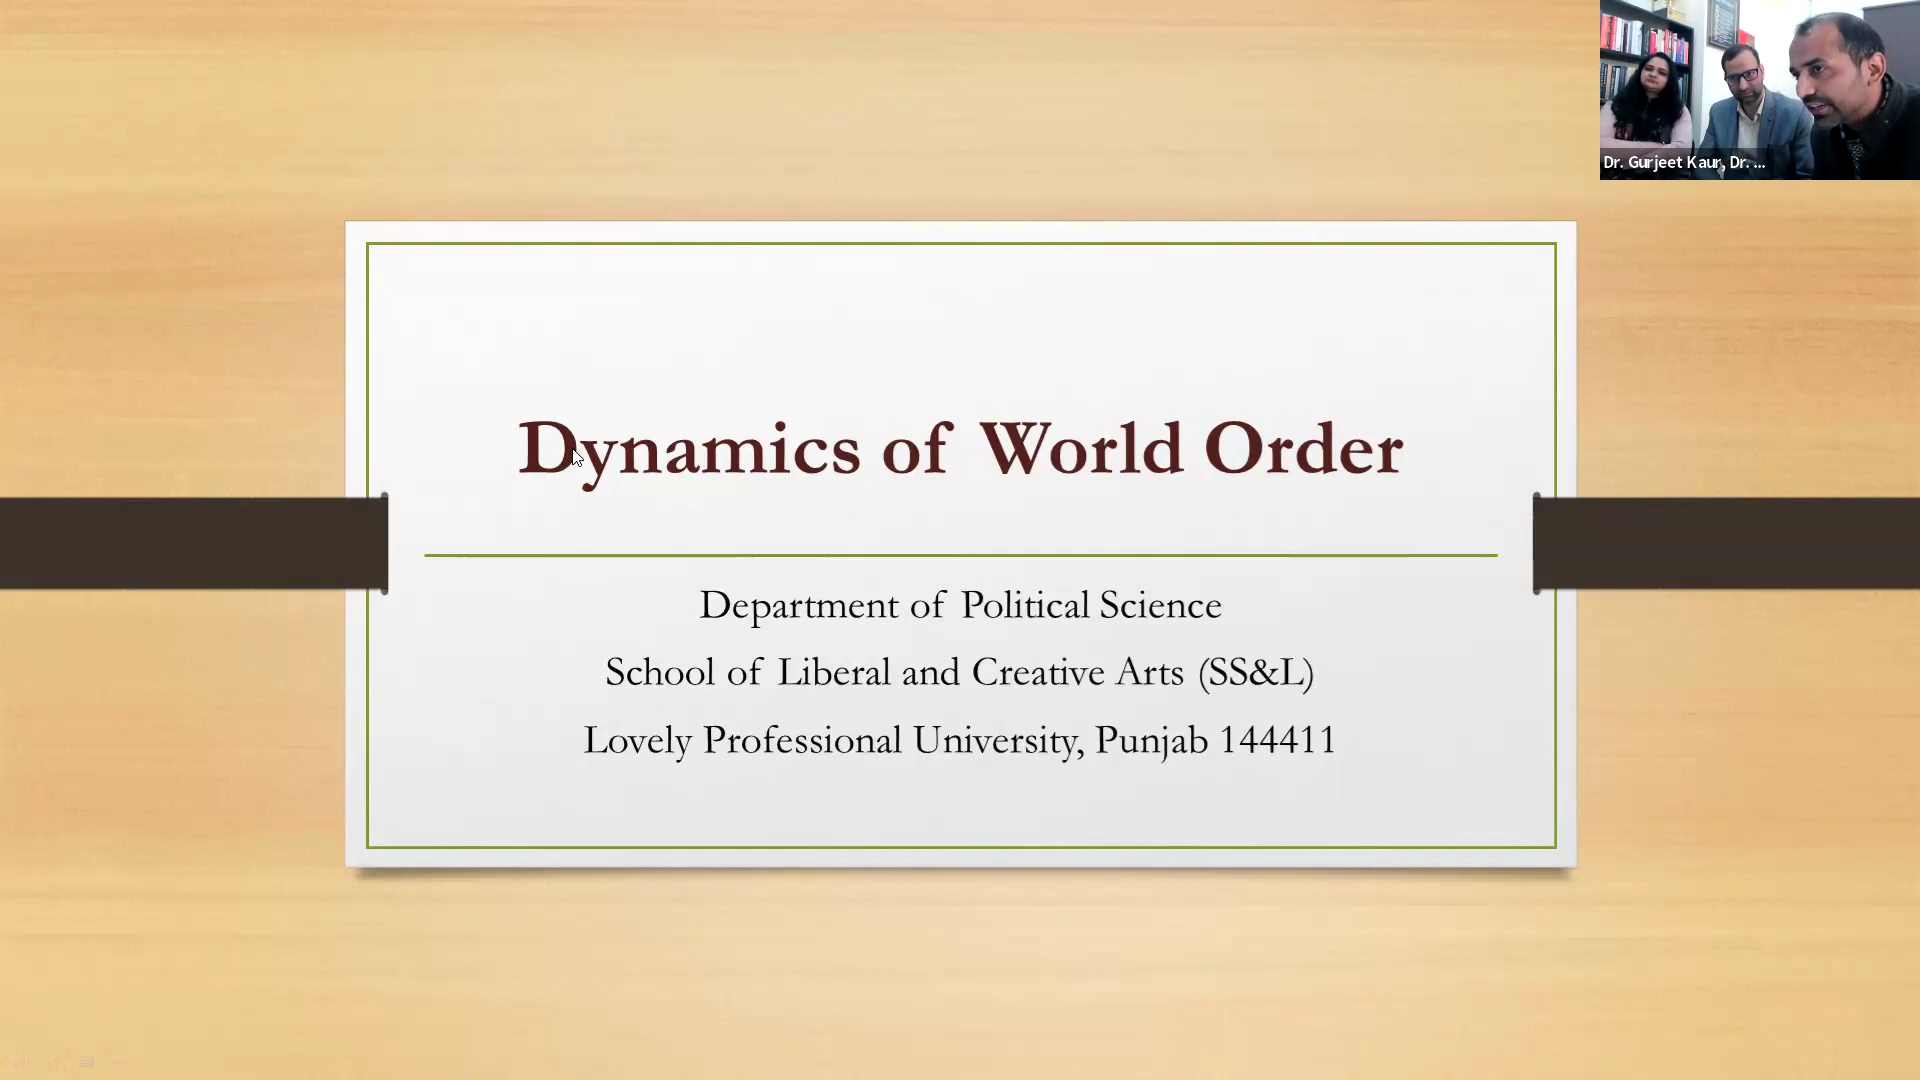 Dr. Gurjeet Kaur, Dr. ...
Dynamics of World Order
Department of Political Science
School of Liberal and Creative Arts (SS&L)
Lovely Professional University, Punjab 144411